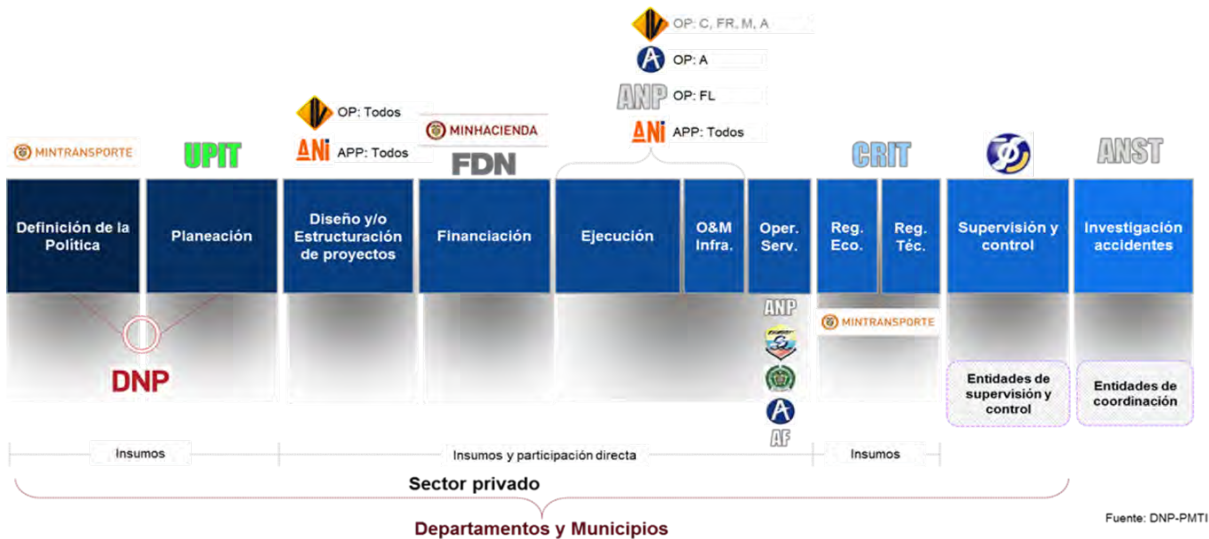 OP: C, FR, M, A
OP: A
ANP OP: FL
ANi APP: Todos
OP: Todos
ANi APP: Todos
MINTRANSPORTE
UPIT
MINHACIENDA
FDN
CRIT
ANST
Definición de la
Política
Planeación
Diseño y/o
Estructuración
de proyectos
Financiación
Ejecución
O&M
Infra.
Oper.
Serv.
Reg.
Eco.
Reg.
Téc.
Supervisión y
control
Investigación
accidentes
DNP
ANP
AF
MINTRANSPORTE
Entidades de
supervisión y
control
Entidades de
coordinación
Insumos
Insumos y participación directa
Insumos
Sector privado
Departamentos y Municipios
Fuente: DNP-PMTI